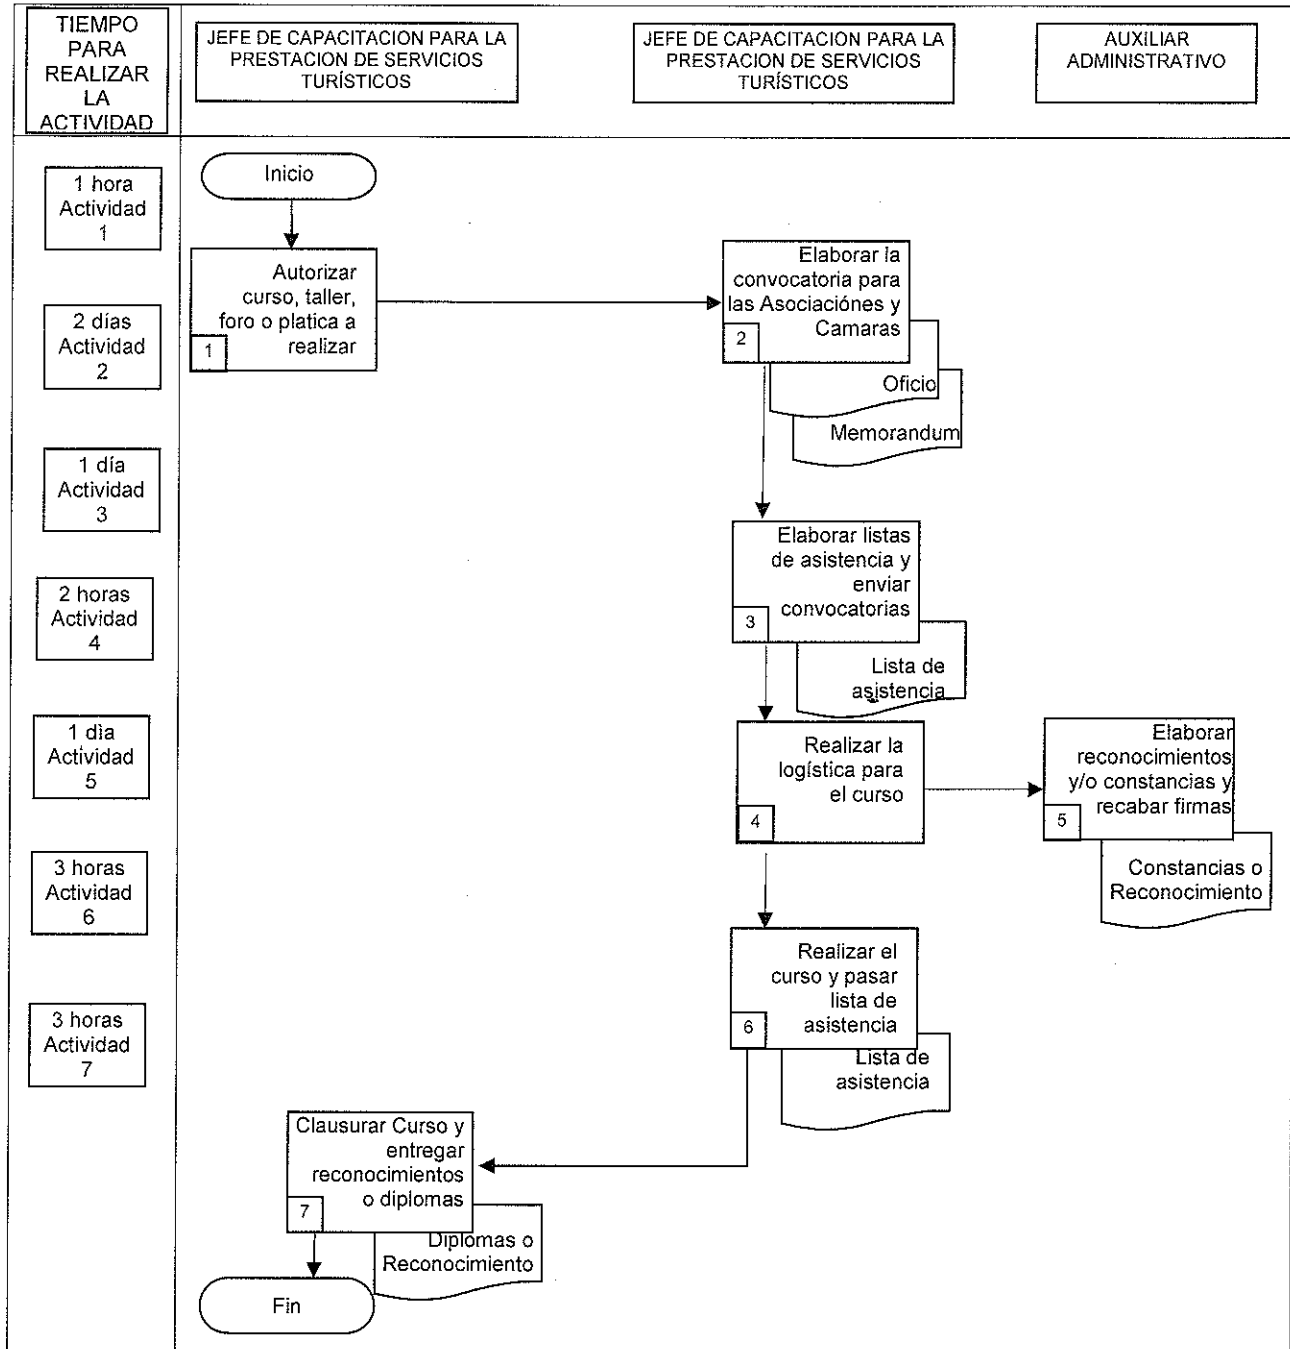 TIEMPO
PARA
REALIZAR
LA
ACTIVIDAD
JEFE DE CAPACITACION PARA LA
PRESTACION DE SERVICIOS
TURÍSTICOS
JEFE DE CAPACITACION PARA LA
PRESTACION DE SERVICIOS
TURÍSTICOS
AUXILIAR
ADMINISTRATIVO
1 hora
Actividad
1
2 días
Actividad
2
1 día
Actividad
3
2 horas
Actividad
4
1 dìa
Actividad
5
3 horas
Actividad
6
3 horas
Actividad
7
Inicio
Autorizar
curso, taller,
foro o platica a
realizar
1
Elaborar la
convocatoria para
las Asociaciónes y
Camaras
2
Oficio
Memorandum
Elaborar listas
de asistencia y
enviar
convocatorias
3
Lista de
asistencia
Realizar la
logística para
el curso
4
Elaborar
reconocimientos
y/o constancias y
recabar firmas
5
Constancias o
Reconocimiento
Realizar el
curso y pasar
lista de
asistencia
6
Lista de
asistencia
Clausurar Curso y
entregar
reconocimientos
o diplomas
7
Diplomas o
Reconocimiento
Fin